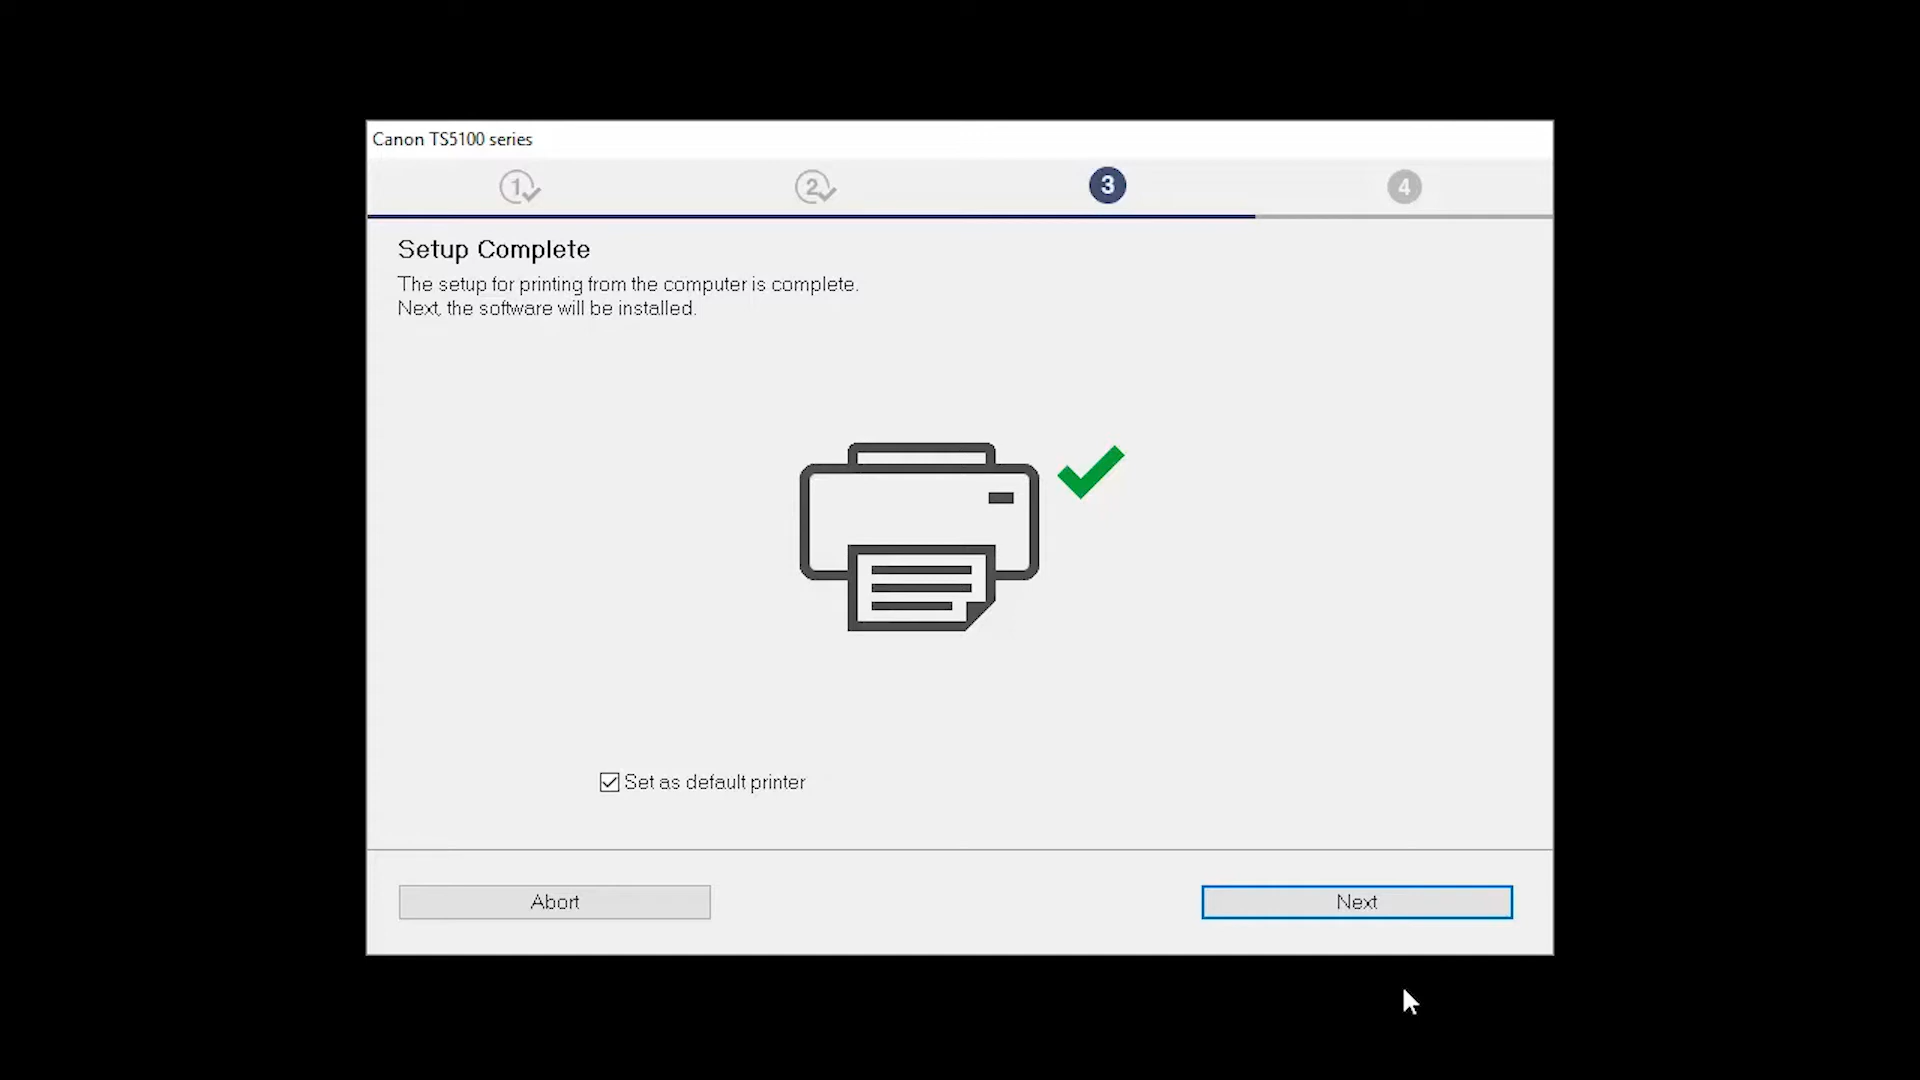 Canon TS5100 series
1
2
3
4
Setup Complete
The setup for printing from the computer is complete.
Next, the software will be installed.
Set as default printer
Abort
Next